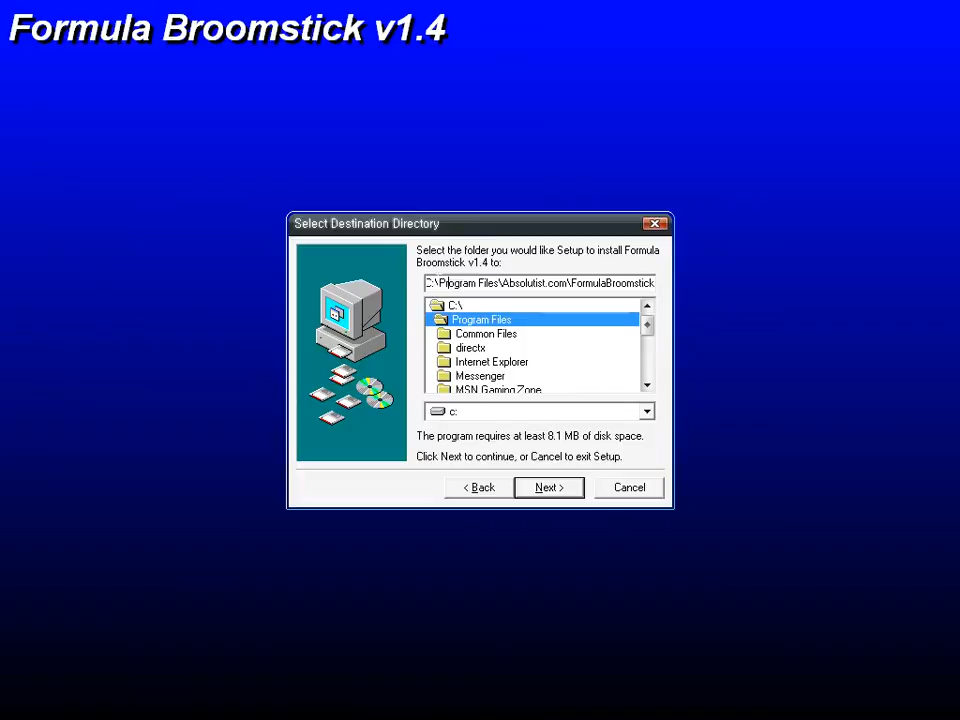 Formula Broomstick v1.4
Select Destination Directory
Select the folder you would like Setup to install Formula
Broomstick v1.4 to:
C:\Program Files\Absolutist.com\FormulaBroomstick
C:\
Program Files
Common Files
directx
Internet Explorer
Messenger
MSN Gaming Zone
c:
The program requires at least 8.1 MB of disk space.
Click Next to continue, or Cancel to exit Setup.
< Back
Next >
Cancel